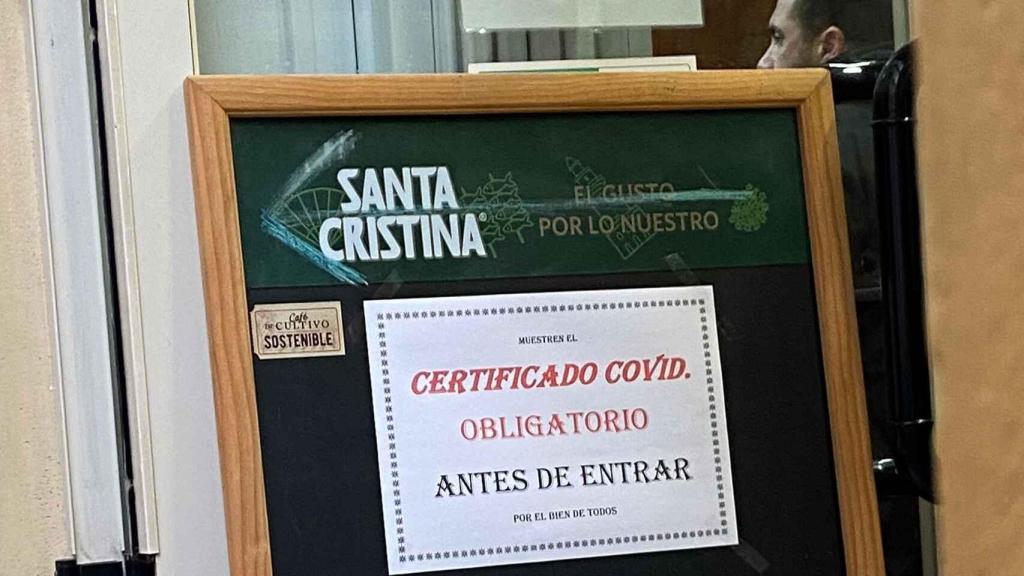 SANTA
CRISTINA®
EL GUSTO
POR LO NUESTRO
Café
DE CULTIVO
SOSTENIBLE
MUESTREN EL
CERTIFICADO COVID.
OBLIGATORIO
ANTES DE ENTRAR
POR EL BIEN DE TODOS